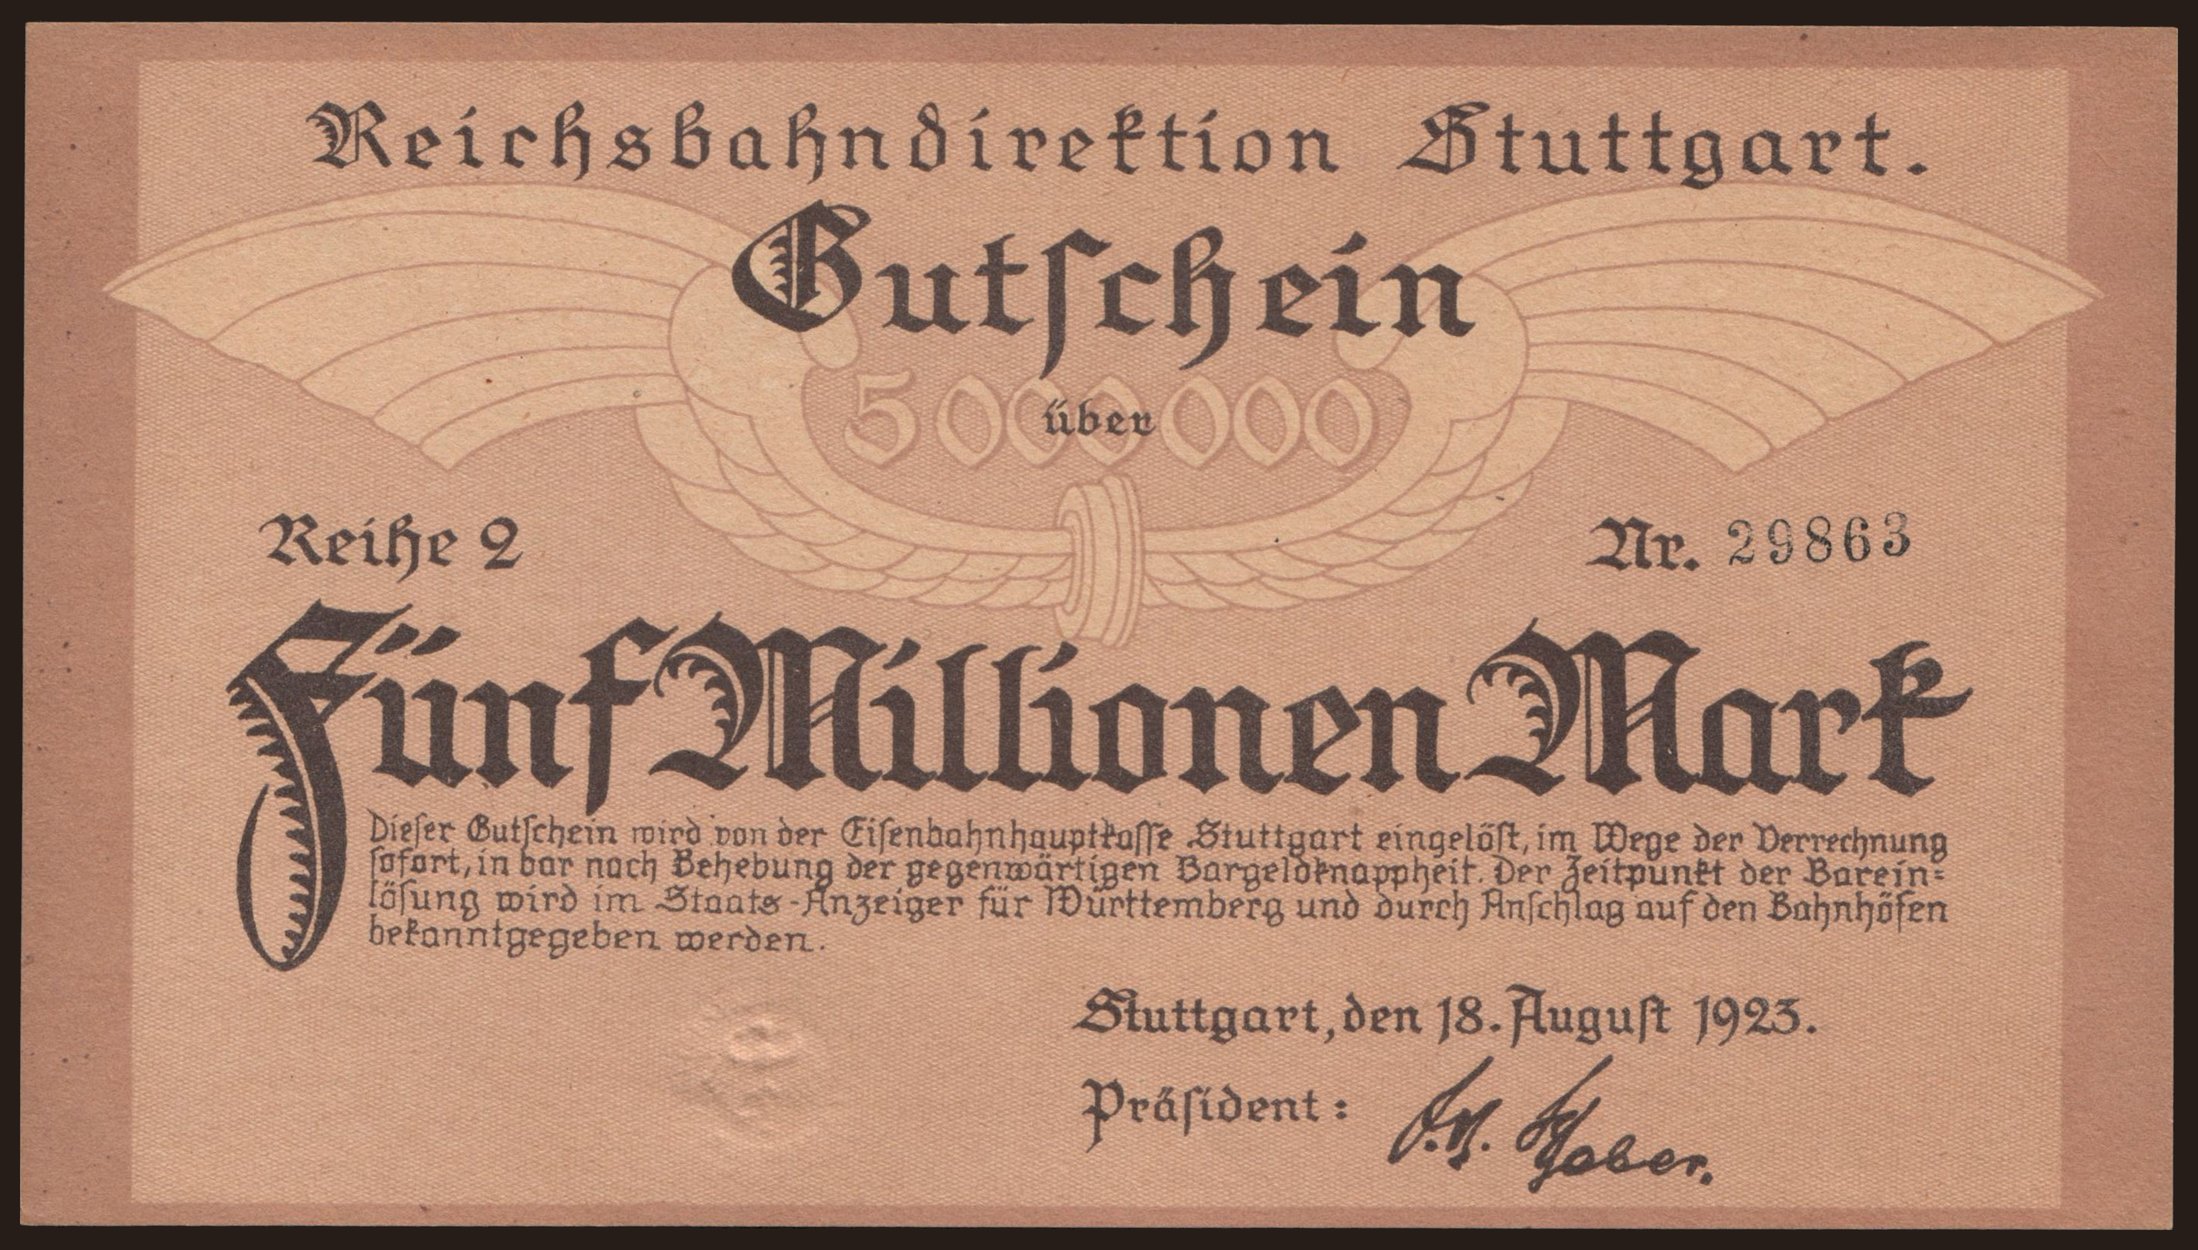 Reichsbahndirektion Stuttgart.
Gutschein
5000000
über
Reihe 2
Nr. 29863
Fünf Millionen Mark
Dieser Gutschein wird von der Eisenbahnhauptkasse Stuttgart eingelöst, im Wege der Verrechnung
sofort, in bar nach Behebung der gegenwärtigen Bargeldknappheit. Der Zeitpunkt der Barein=
lösung wird im Staats-Anzeiger für Württemberg und durch Anschlag auf den Bahnhöfen
bekanntgegeben werden.
Stuttgart, den 18. August 1923.
Präsident: